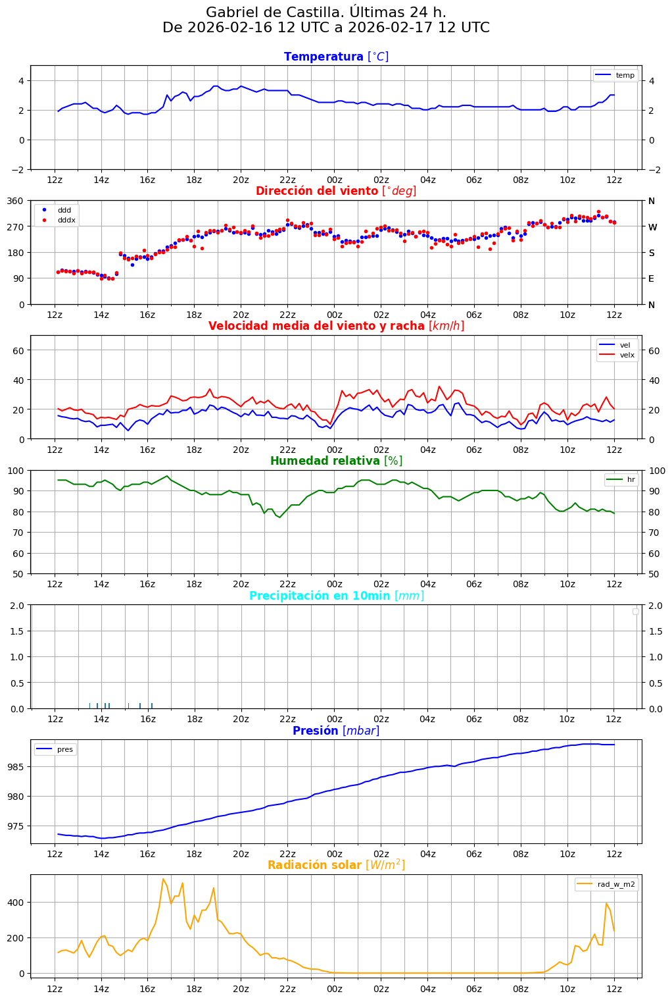 Gabriel de Castilla. Últimas 24 h.
De 2026-02-16 12 UTC a 2026-02-17 12 UTC
Temperatura [°C]
temp
4 4
2 2
0 0
−2 −2
12z 14z 16z 18z 20z 22z 00z 02z 04z 06z 08z 10z 12z
Dirección del viento [°deg]
ddd
dddx
360 N
270 W
180 S
90 E
0 N
12z 14z 16z 18z 20z 22z 00z 02z 04z 06z 08z 10z 12z
Velocidad media del viento y racha [km/h]
vel
velx
60 60
40 40
20 20
0 0
12z 14z 16z 18z 20z 22z 00z 02z 04z 06z 08z 10z 12z
Humedad relativa [%]
hr
100 100
90 90
80 80
70 70
60 60
50 50
12z 14z 16z 18z 20z 22z 00z 02z 04z 06z 08z 10z 12z
Precipitación en 10min [mm]
2.0 2.0
1.5 1.5
1.0 1.0
0.5 0.5
0.0 0.0
12z 14z 16z 18z 20z 22z 00z 02z 04z 06z 08z 10z 12z
Presión [mbar]
pres
985
980
975
12z 14z 16z 18z 20z 22z 00z 02z 04z 06z 08z 10z 12z
Radiación solar [W/m²]
rad_w_m2
400
200
0
12z 14z 16z 18z 20z 22z 00z 02z 04z 06z 08z 10z 12z